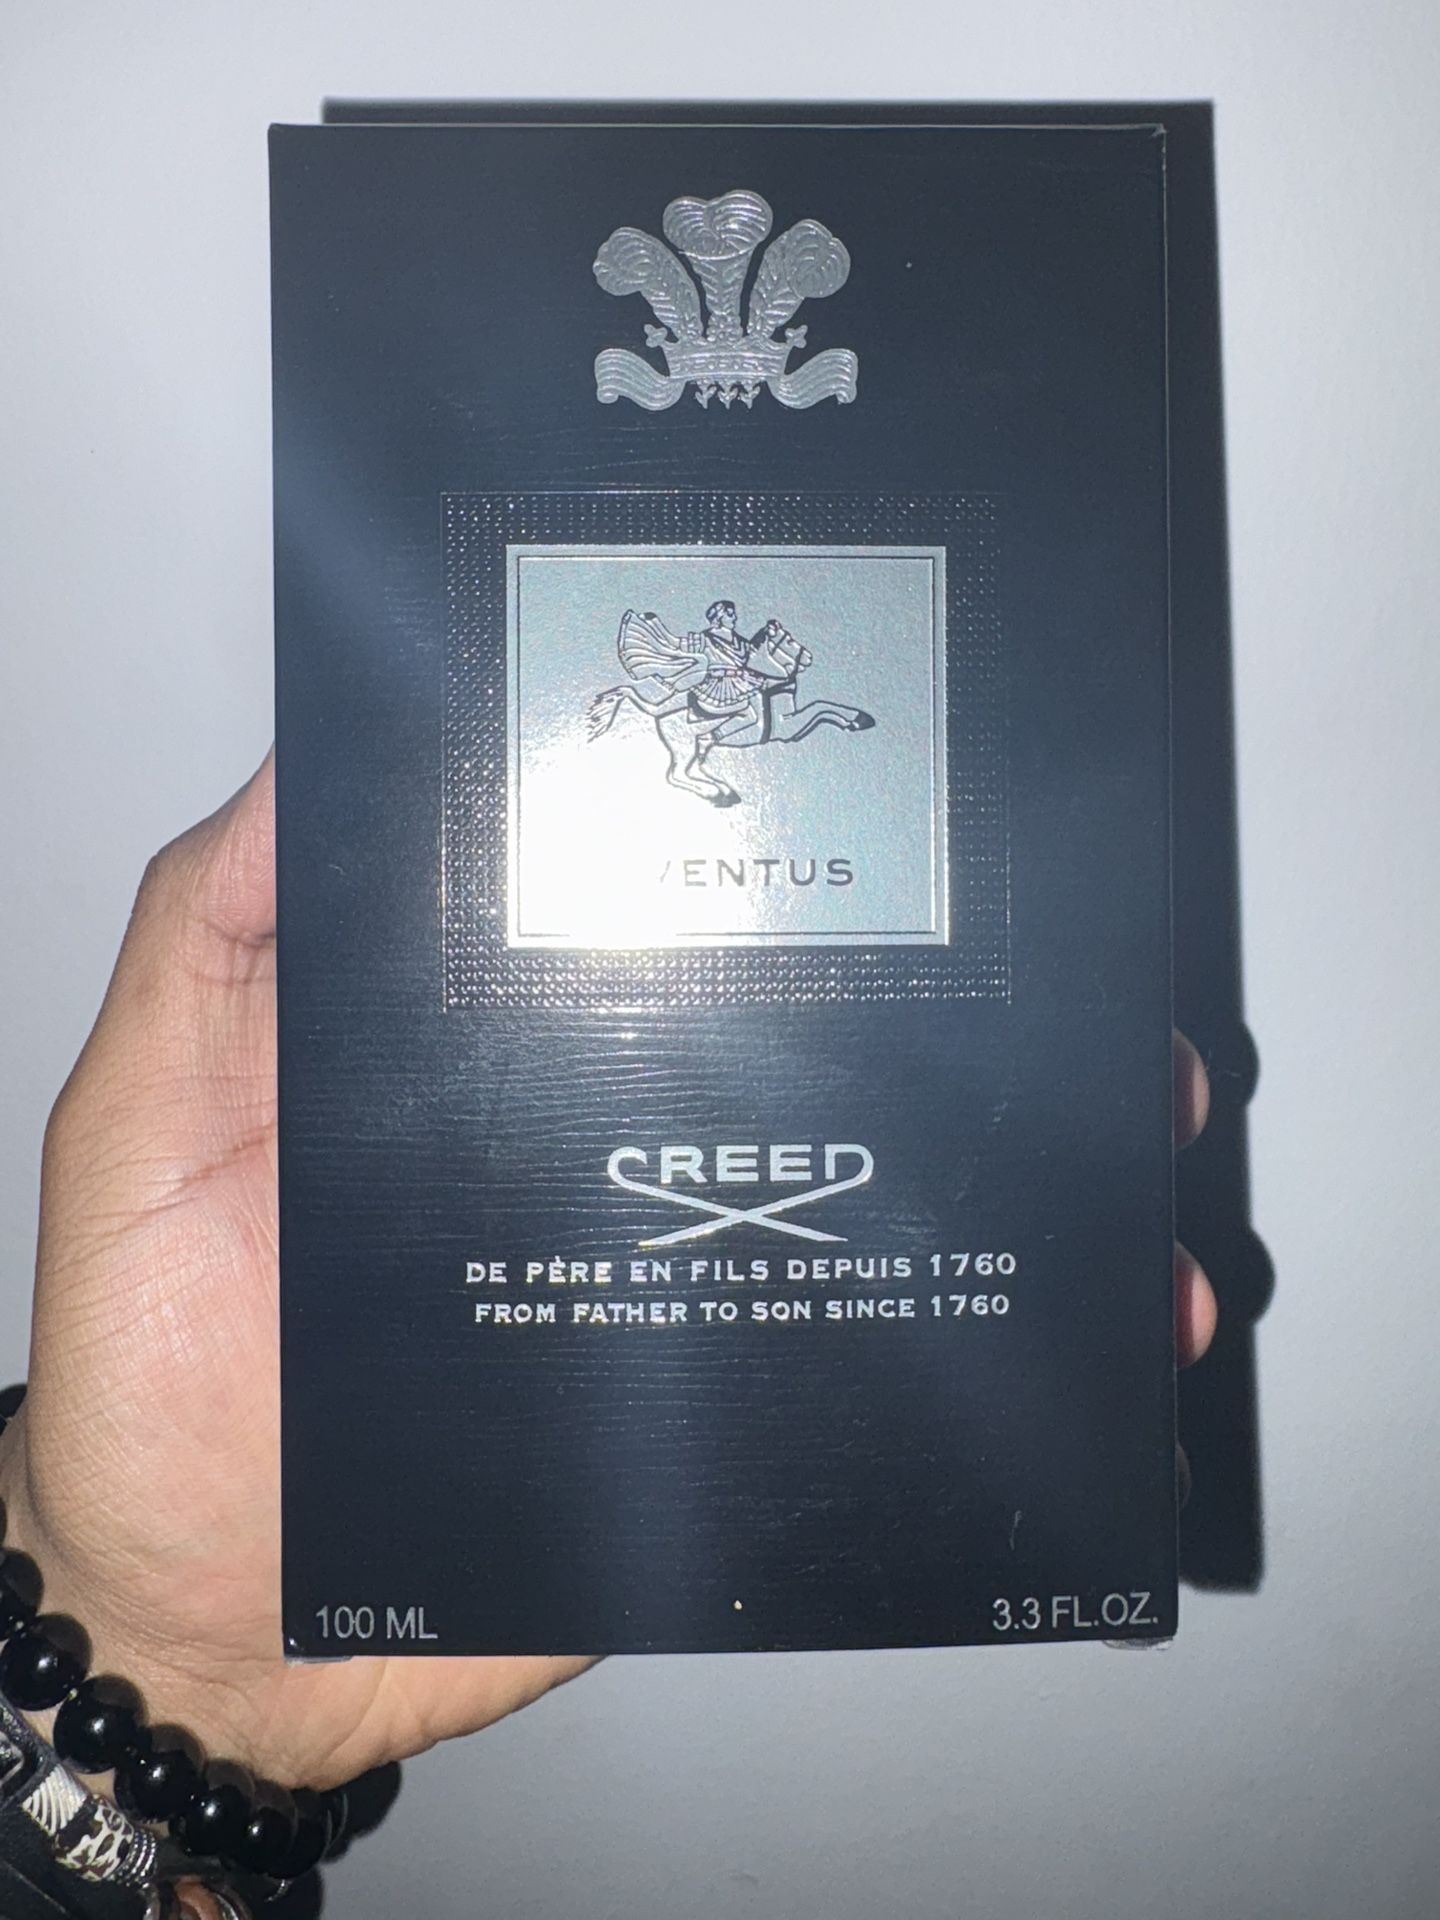 VENTUS
CREED
DE PÈRE EN FILS DEPUIS 1760
FROM FATHER TO SON SINCE 1760
100 ML
3.3 FL.OZ.